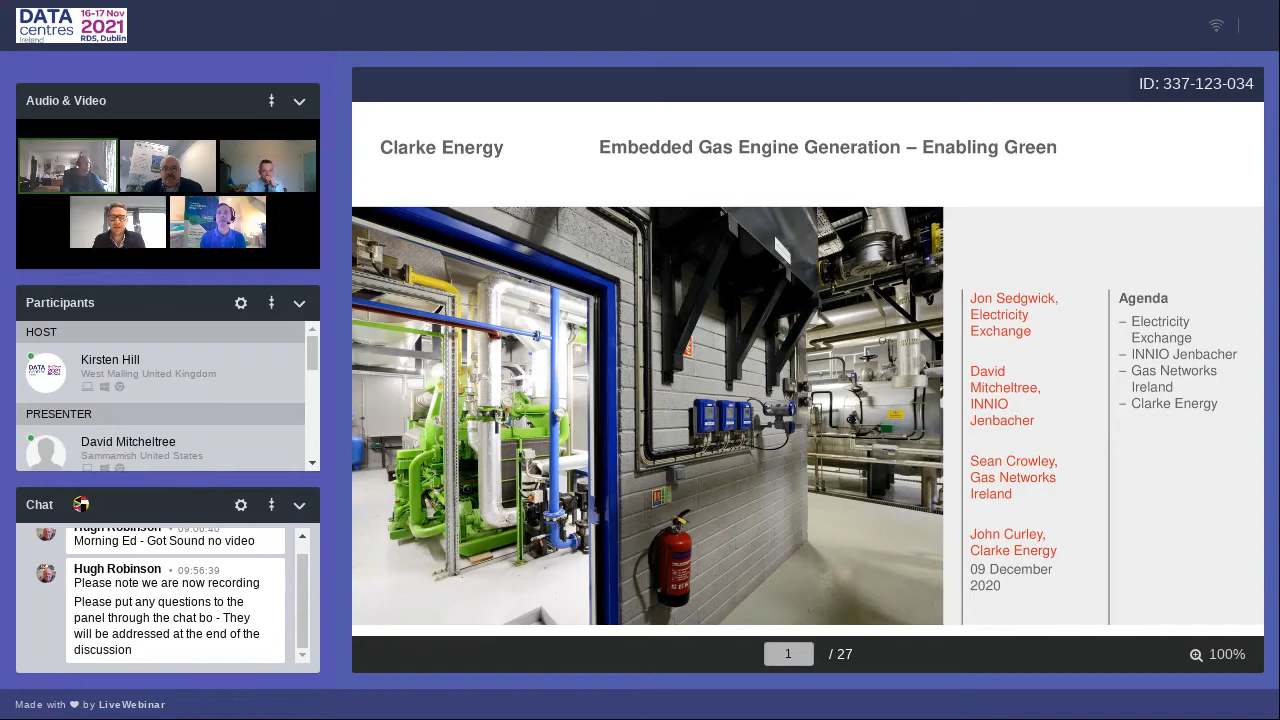 DATA
centres
Ireland
16-17 Nov
2021
RDS, Dublin
ID: 337-123-034
Audio & Video
Participants
HOST
Kirsten Hill
West Malling United Kingdom
PRESENTER
David Mitcheltree
Sammamish United States
Chat
Hugh Robinson • 09:06:40
Morning Ed - Got Sound no video
Hugh Robinson • 09:56:39
Please note we are now recording
Please put any questions to the
panel through the chat bo - They
will be addressed at the end of the
discussion
Clarke Energy
Embedded Gas Engine Generation – Enabling Green
Jon Sedgwick,
Electricity
Exchange
David
Mitcheltree,
INNIO
Jenbacher
Sean Crowley,
Gas Networks
Ireland
John Curley,
Clarke Energy
09 December
2020
Agenda
– Electricity
Exchange
– INNIO Jenbacher
– Gas Networks
Ireland
– Clarke Energy
1 / 27
100%
Made with ♥ by LiveWebinar